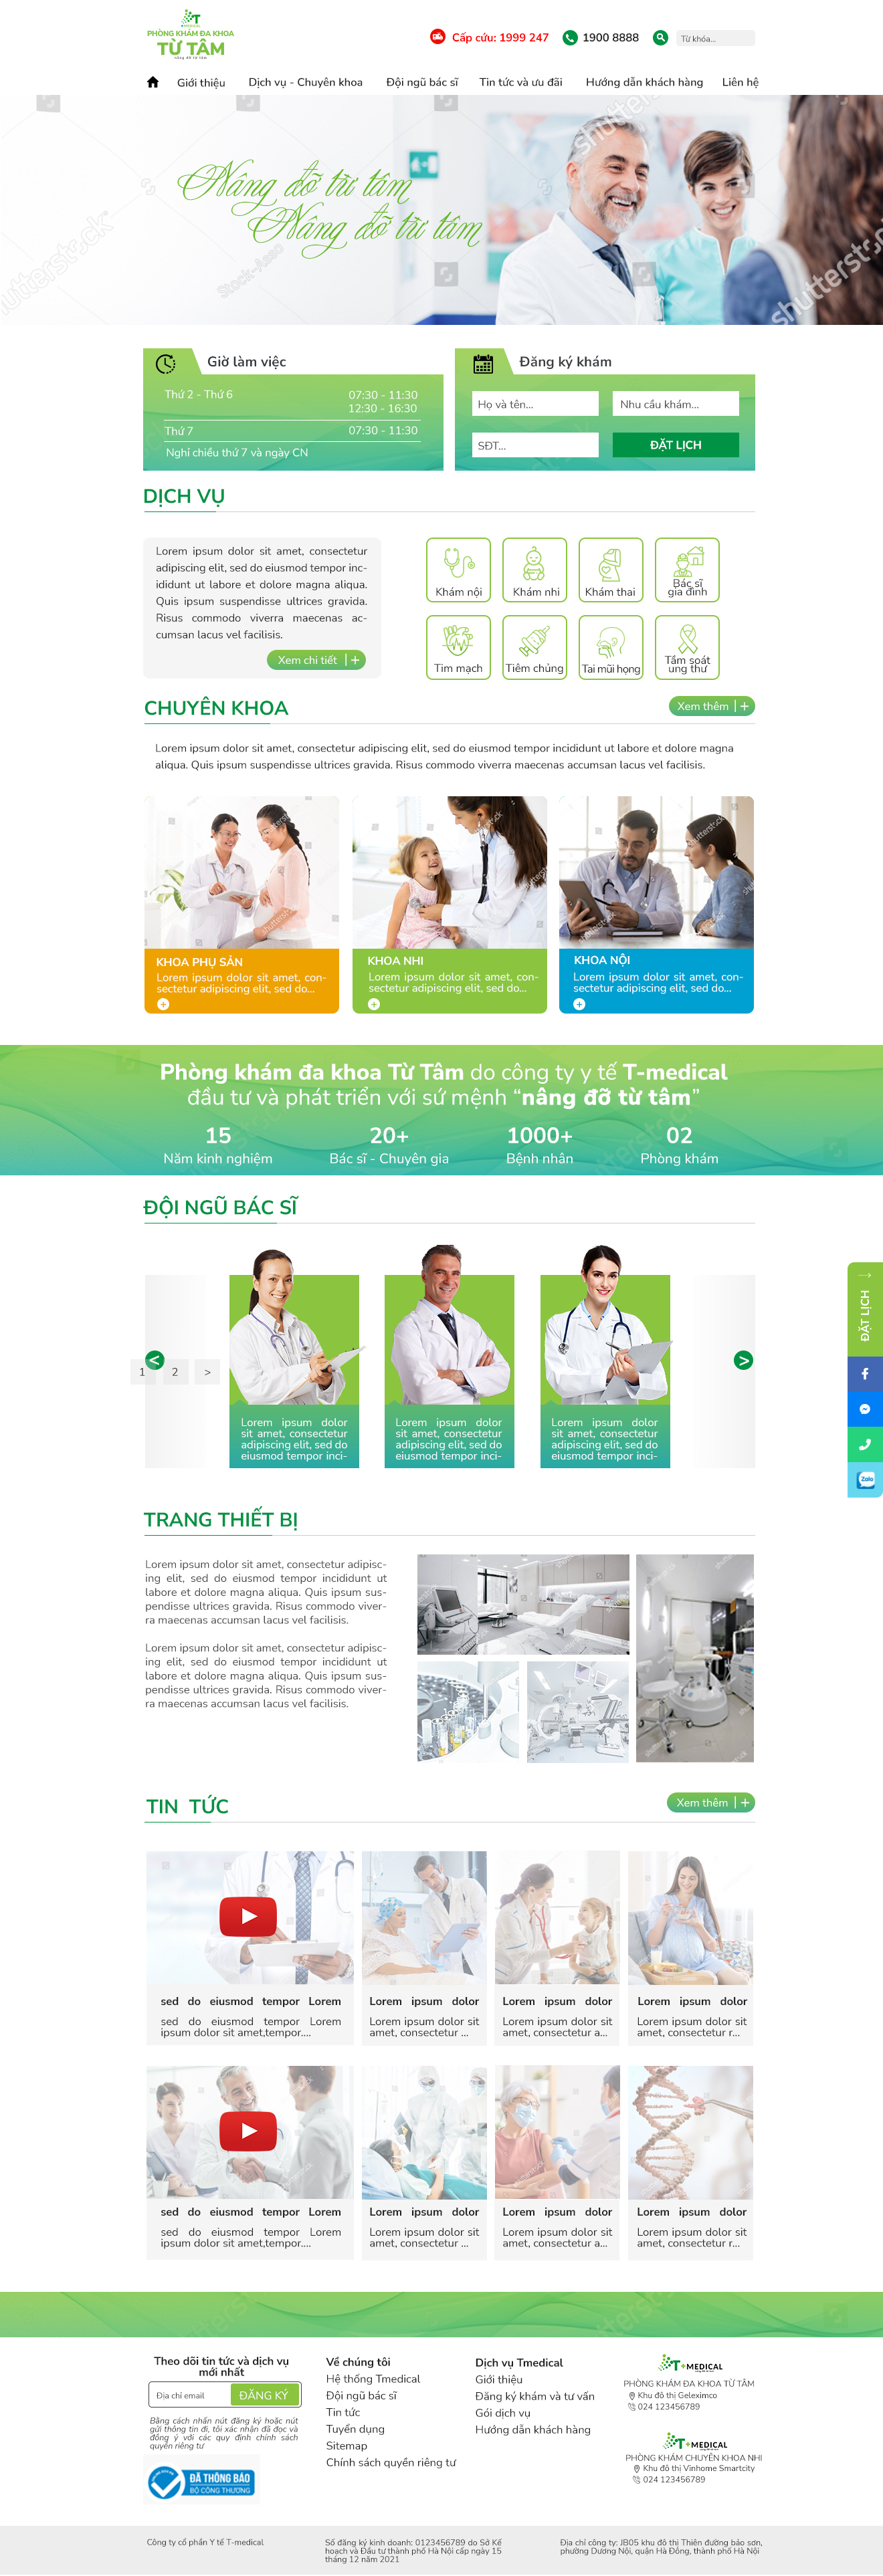 T
MEDICAL
PHÒNG KHÁM ĐA KHOA
TỪ TÂM
nâng đỡ từ tâm
Cấp cứu: 1999 247
1900 8888
Từ khóa...
Giới thiệu
Dịch vụ - Chuyên khoa
Đội ngũ bác sĩ
Tin tức và ưu đãi
Hướng dẫn khách hàng
Liên hệ
Nâng đỡ từ tâm
Nâng đỡ từ tâm
shutterstock
shutterstock
shutterstock
Giờ làm việc
Thứ 2 - Thứ 6
07:30 - 11:30
12:30 - 16:30
Thứ 7
07:30 - 11:30
Nghỉ chiều thứ 7 và ngày CN
Đăng ký khám
Họ và tên...
Nhu cầu khám...
SĐT...
ĐẶT LỊCH
DỊCH VỤ
Lorem ipsum dolor sit amet, consectetur
adipiscing elit, sed do eiusmod tempor inc-
ididunt ut labore et dolore magna aliqua.
Quis ipsum suspendisse ultrices gravida.
Risus commodo viverra maecenas ac-
cumsan lacus vel facilisis.
Xem chi tiết
Khám nội
Khám nhi
Khám thai
Bác sĩ
gia đình
Tim mạch
Tiêm chủng
Tai mũi họng
Tầm soát
ung thư
CHUYÊN KHOA
Xem thêm
Lorem ipsum dolor sit amet, consectetur adipiscing elit, sed do eiusmod tempor incididunt ut labore et dolore magna
aliqua. Quis ipsum suspendisse ultrices gravida. Risus commodo viverra maecenas accumsan lacus vel facilisis.
KHOA PHỤ SẢN
Lorem ipsum dolor sit amet, con-
sectetur adipiscing elit, sed do...
KHOA NHI
Lorem ipsum dolor sit amet, con-
sectetur adipiscing elit, sed do...
KHOA NỘI
Lorem ipsum dolor sit amet, con-
sectetur adipiscing elit, sed do...
Phòng khám đa khoa Từ Tâm do công ty y tế T-medical
đầu tư và phát triển với sứ mệnh “nâng đỡ từ tâm”
15
Năm kinh nghiệm
20+
Bác sĩ - Chuyên gia
1000+
Bệnh nhân
02
Phòng khám
ĐỘI NGŨ BÁC SĨ
1
2
>
<
>
Lorem ipsum dolor
sit amet, consectetur
adipiscing elit, sed do
eiusmod tempor inci-
Lorem ipsum dolor
sit amet, consectetur
adipiscing elit, sed do
eiusmod tempor inci-
Lorem ipsum dolor
sit amet, consectetur
adipiscing elit, sed do
eiusmod tempor inci-
ĐẶT LỊCH
Zalo
TRANG THIẾT BỊ
Lorem ipsum dolor sit amet, consectetur adipisc-
ing elit, sed do eiusmod tempor incididunt ut
labore et dolore magna aliqua. Quis ipsum sus-
pendisse ultrices gravida. Risus commodo viver-
ra maecenas accumsan lacus vel facilisis.
Lorem ipsum dolor sit amet, consectetur adipisc-
ing elit, sed do eiusmod tempor incididunt ut
labore et dolore magna aliqua. Quis ipsum sus-
pendisse ultrices gravida. Risus commodo viver-
ra maecenas accumsan lacus vel facilisis.
TIN TỨC
Xem thêm
sed do eiusmod tempor Lorem
sed do eiusmod tempor Lorem
ipsum dolor sit amet,tempor....
Lorem ipsum dolor
Lorem ipsum dolor sit
amet, consectetur ...
Lorem ipsum dolor
Lorem ipsum dolor sit
amet, consectetur a...
Lorem ipsum dolor
Lorem ipsum dolor sit
amet, consectetur r...
sed do eiusmod tempor Lorem
sed do eiusmod tempor Lorem
ipsum dolor sit amet,tempor....
Lorem ipsum dolor
Lorem ipsum dolor sit
amet, consectetur ...
Lorem ipsum dolor
Lorem ipsum dolor sit
amet, consectetur a...
Lorem ipsum dolor
Lorem ipsum dolor sit
amet, consectetur r...
Theo dõi tin tức và dịch vụ
mới nhất
Địa chỉ email
ĐĂNG KÝ
Bằng cách nhấn nút đăng ký hoặc nút
gửi thông tin đi, tôi xác nhận đã đọc và
đồng ý với các quy định chính sách
quyền riêng tư
ĐÃ THÔNG BÁO
BỘ CÔNG THƯƠNG
Về chúng tôi
Hệ thống Tmedical
Đội ngũ bác sĩ
Tin tức
Tuyển dụng
Sitemap
Chính sách quyền riêng tư
Dịch vụ Tmedical
Giới thiệu
Đăng ký khám và tư vấn
Gói dịch vụ
Hướng dẫn khách hàng
T+MEDICAL
PHÒNG KHÁM ĐA KHOA TỪ TÂM
Khu đô thị Geleximco
024 123456789
T+MEDICAL
PHÒNG KHÁM CHUYÊN KHOA NHI
Khu đô thị Vinhome Smartcity
024 123456789
Công ty cổ phần Y tế T-medical
Số đăng ký kinh doanh: 0123456789 do Sở Kế
hoạch và Đầu tư thành phố Hà Nội cấp ngày 15
tháng 12 năm 2021
Địa chỉ công ty: JB05 khu đô thị Thiên đường bảo sơn,
phường Dương Nội, quận Hà Đông, thành phố Hà Nội